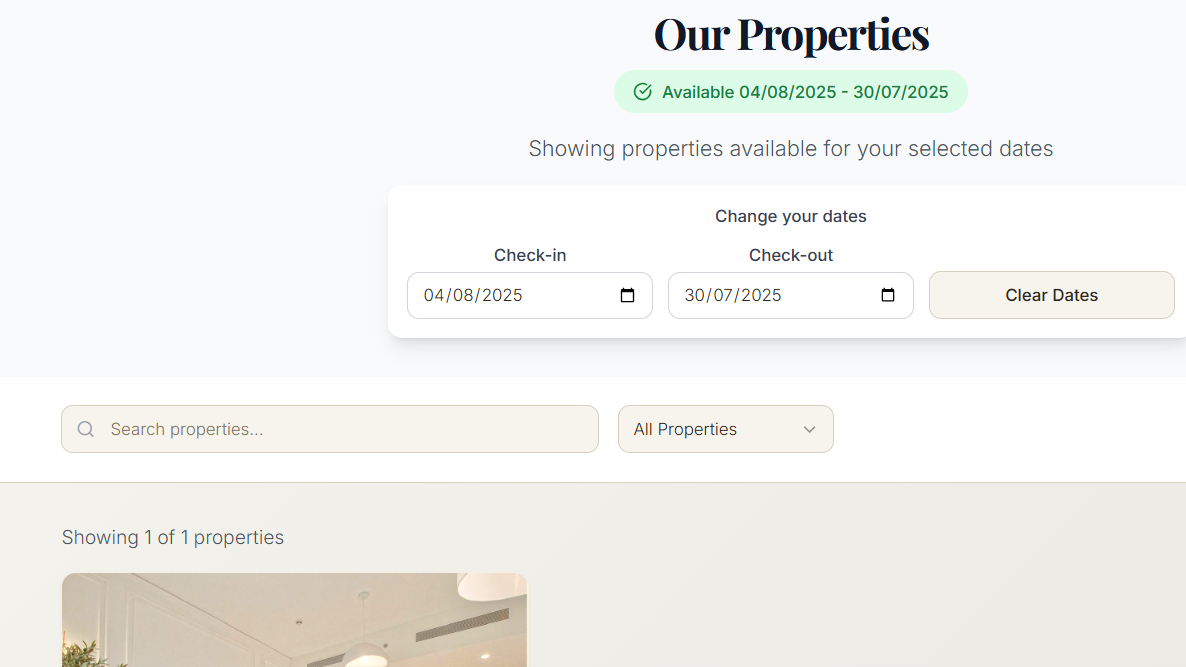 Our Properties
Available 04/08/2025 - 30/07/2025
Showing properties available for your selected dates
Change your dates
Check-in
Check-out
04/08/2025
30/07/2025
Clear Dates
Search properties...
All Properties
Showing 1 of 1 properties